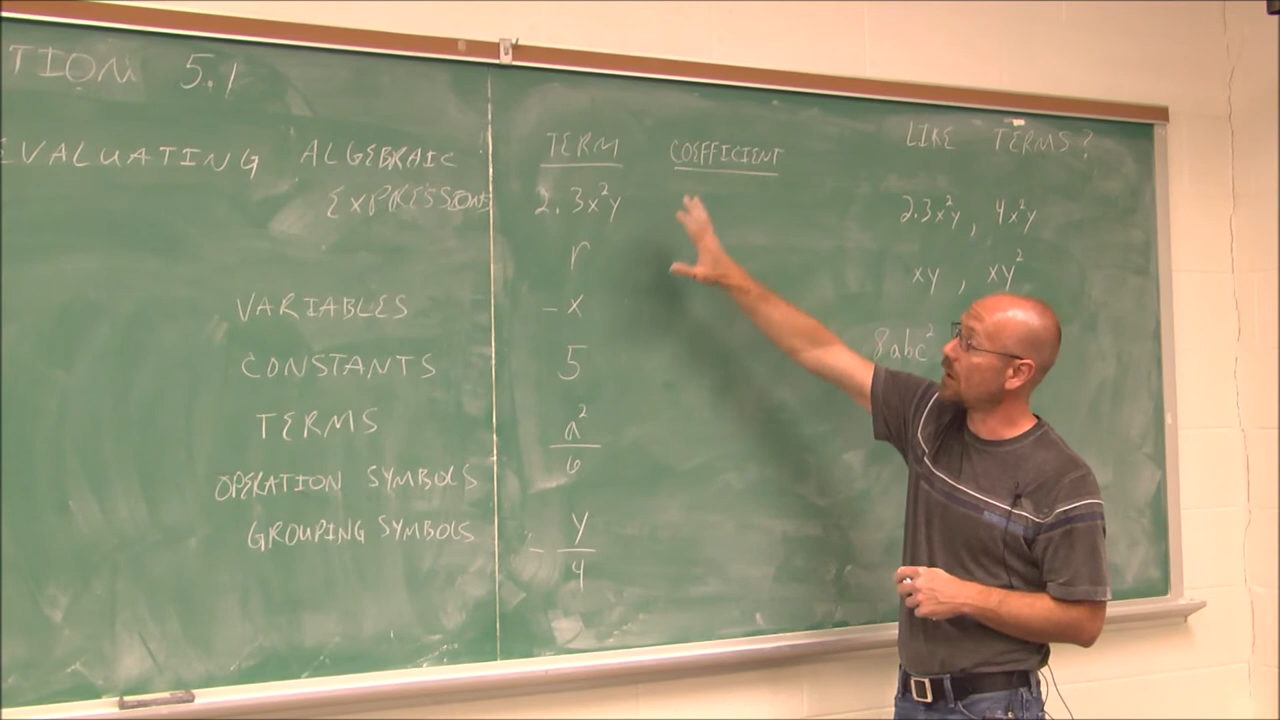 TION 5.1
EVALUATING ALGEBRAIC
EXPRESSIONS
VARIABLES
CONSTANTS
TERMS
OPERATION SYMBOLS
GROUPING SYMBOLS
TERM COEFFICIENT
2.3x²y
r
-x
5
a²/6
- y/4
LIKE TERMS?
2.3x²y, 4x²y
xy, xy²
8abc²